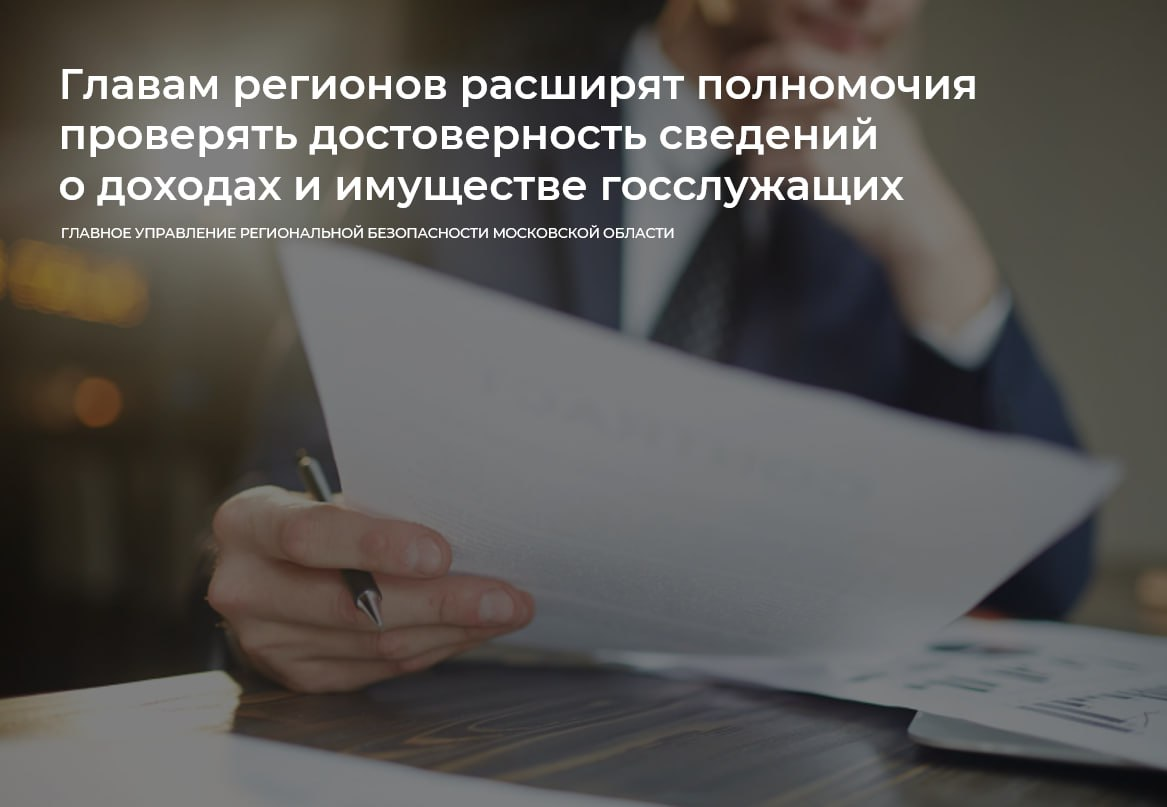 Главам регионов расширят полномочия
проверять достоверность сведений
о доходах и имуществе госслужащих
ГЛАВНОЕ УПРАВЛЕНИЕ РЕГИОНАЛЬНОЙ БЕЗОПАСНОСТИ МОСКОВСКОЙ ОБЛАСТИ